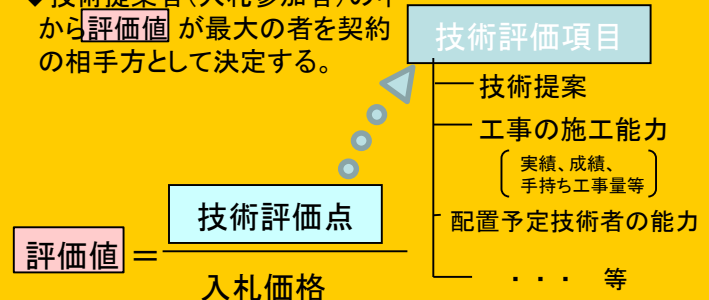 から評価値 が最大の者を契約
の相手方として決定する。
技術評価項目
技術提案
工事の施工能力
実績、成績、
手持ち工事量等
配置予定技術者の能力
・・・ 等
技術評価点
評価値 =
入札価格